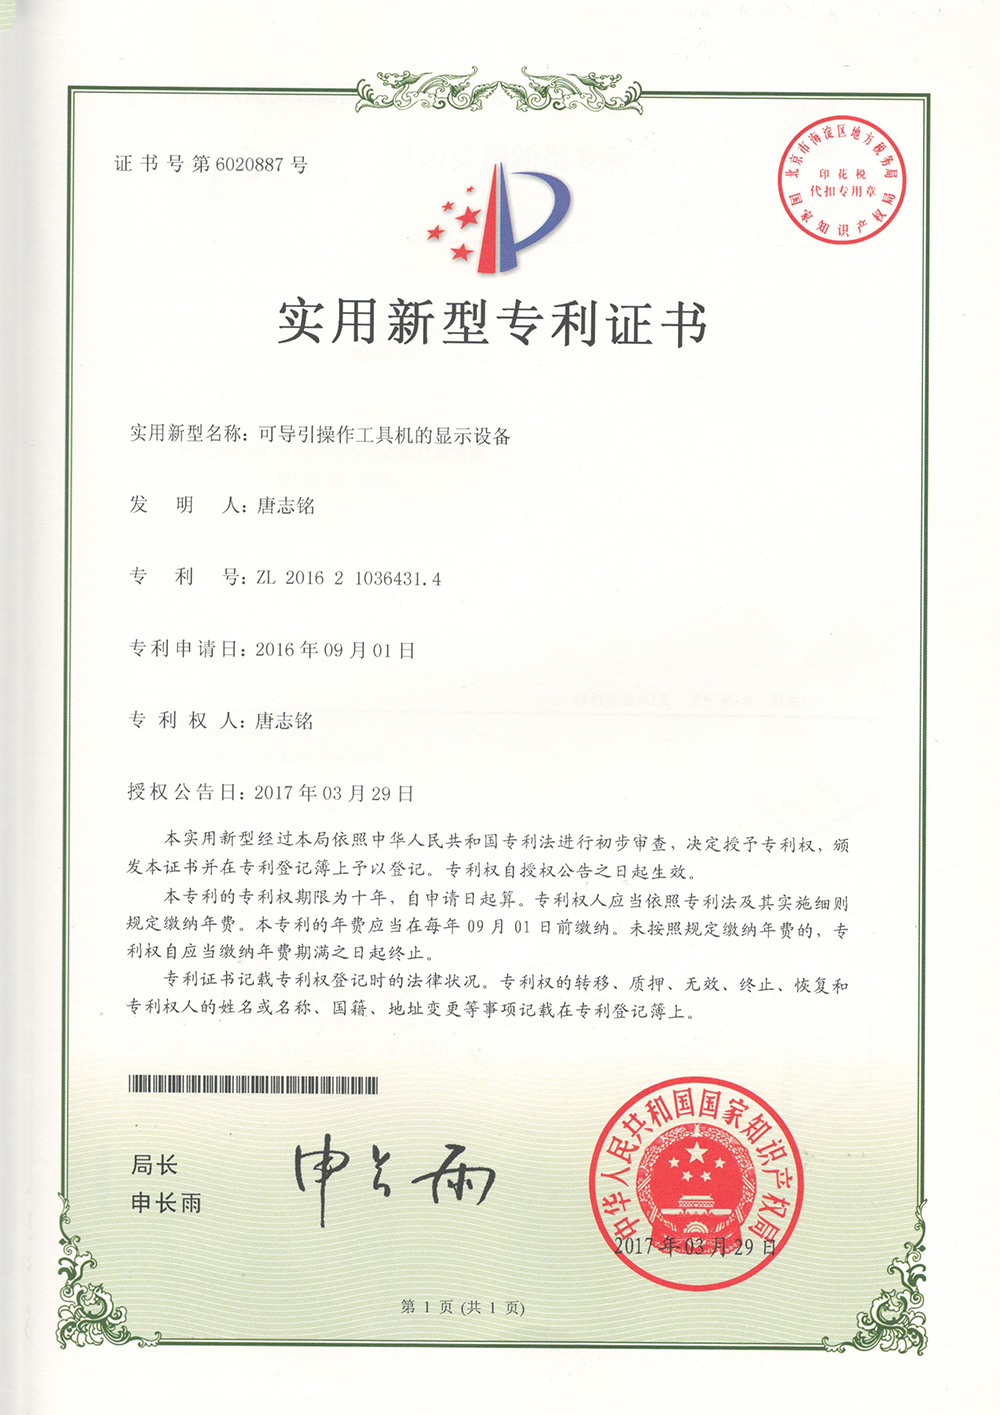 证书号第6020887号
北京市海淀区地方税务局
印花税
代扣专用章
国家知识产权局
实用新型专利证书
实用新型名称：可导引操作工具机的显示设备
发明人：唐志铭
专利号：ZL 2016 2 1036431.4
专利申请日：2016年09月01日
专利权人：唐志铭
授权公告日：2017年03月29日
本实用新型经过本局依照中华人民共和国专利法进行初步审查，决定授予专利权，颁
发本证书并在专利登记簿上予以登记。专利权自授权公告之日起生效。
本专利的专利权期限为十年，自申请日起算。专利权人应当依照专利法及其实施细则
规定缴纳年费。本专利的年费应当在每年09月01日前缴纳。未按照规定缴纳年费的，专
利权自应当缴纳年费期满之日起终止。
专利证书记载专利权登记时的法律状况。专利权的转移、质押、无效、终止、恢复和
专利权人的姓名或名称、国籍、地址变更等事项记载在专利登记簿上。
局长
申长雨
申长雨
中华人民共和国国家知识产权局
2017年03月29日
第1页(共1页)